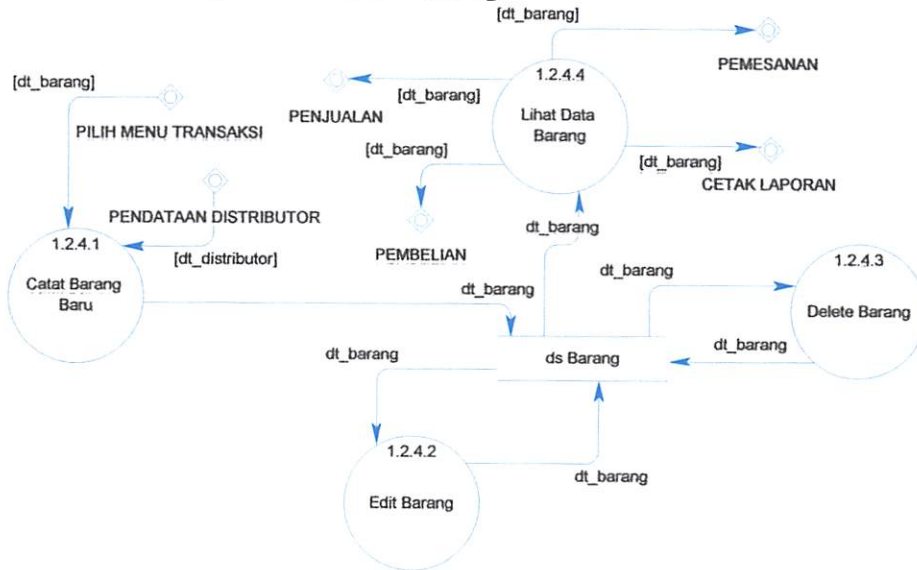 [dt_barang]
PEMESANAN
1.2.4.4
Lihat Data
Barang
[dt_barang]
PENJUALAN
[dt_barang]
PILIH MENU TRANSAKSI
[dt_barang]
PEMBELIAN
[dt_barang]
CETAK LAPORAN
PENDATAAN DISTRIBUTOR
[dt_distributor]
1.2.4.1
Catat Barang
Baru
dt_barang
dt_barang
dt_barang
1.2.4.3
Delete Barang
dt_barang
ds Barang
dt_barang
1.2.4.2
Edit Barang
dt_barang